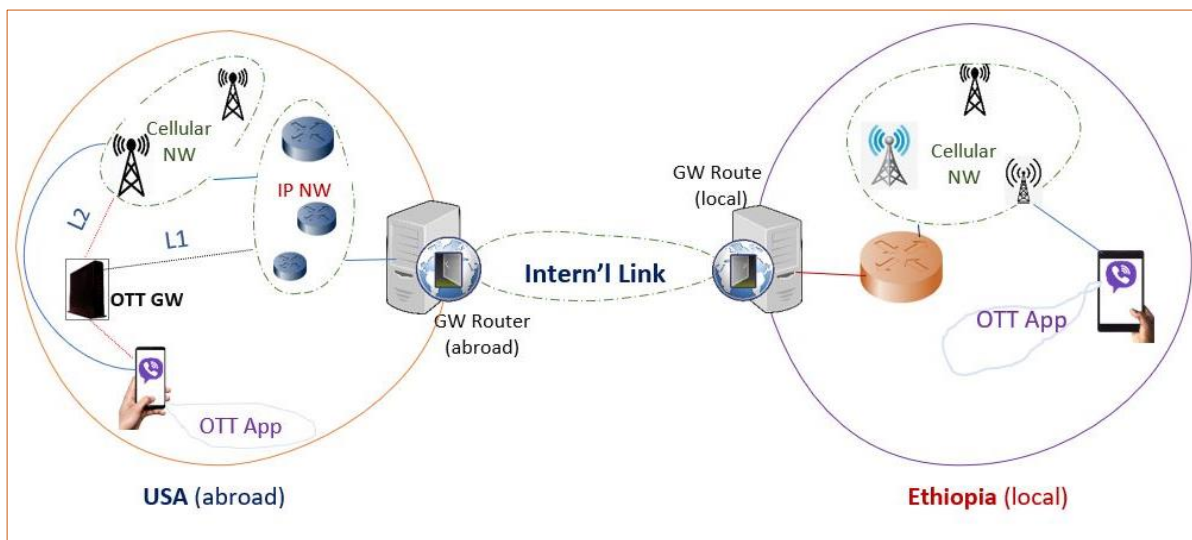 Cellular
NW
IP NW
L2
L1
OTT GW
OTT App
GW Router
(abroad)
Intern'l Link
GW Route
(local)
Cellular
NW
OTT App
USA (abroad)
Ethiopia (local)